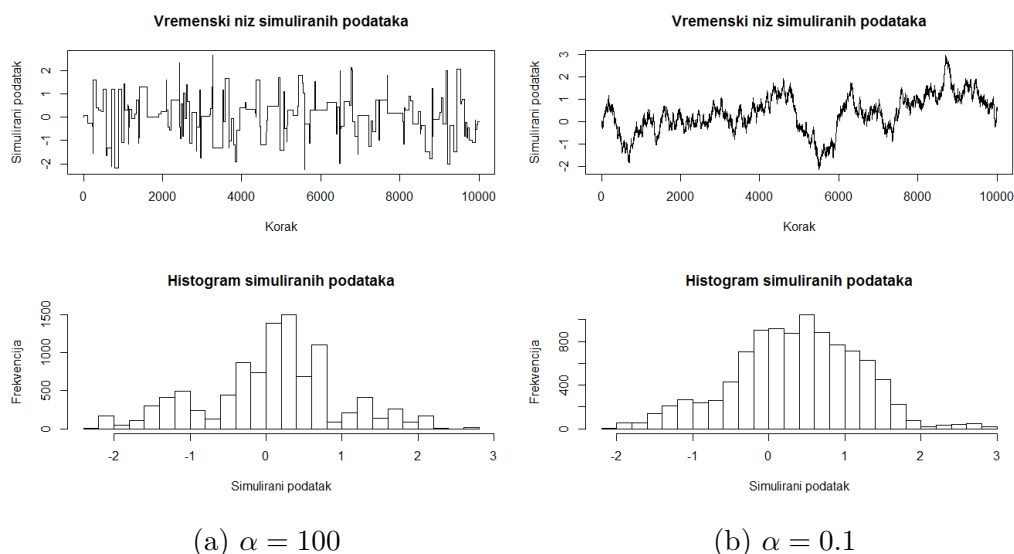 Vremenski niz simuliranih podataka
Simulirani podatak
-2 -1 0 1 2
0 2000 4000 6000 8000 10000
Korak
Histogram simuliranih podataka
Frekvencija
0 500 1000 1500
-2 -1 0 1 2 3
Simulirani podatak
(a) α = 100
Vremenski niz simuliranih podataka
Simulirani podatak
-2 -1 0 1 2 3
0 2000 4000 6000 8000 10000
Korak
Histogram simuliranih podataka
Frekvencija
0 400 800
-2 -1 0 1 2 3
Simulirani podatak
(b) α = 0.1